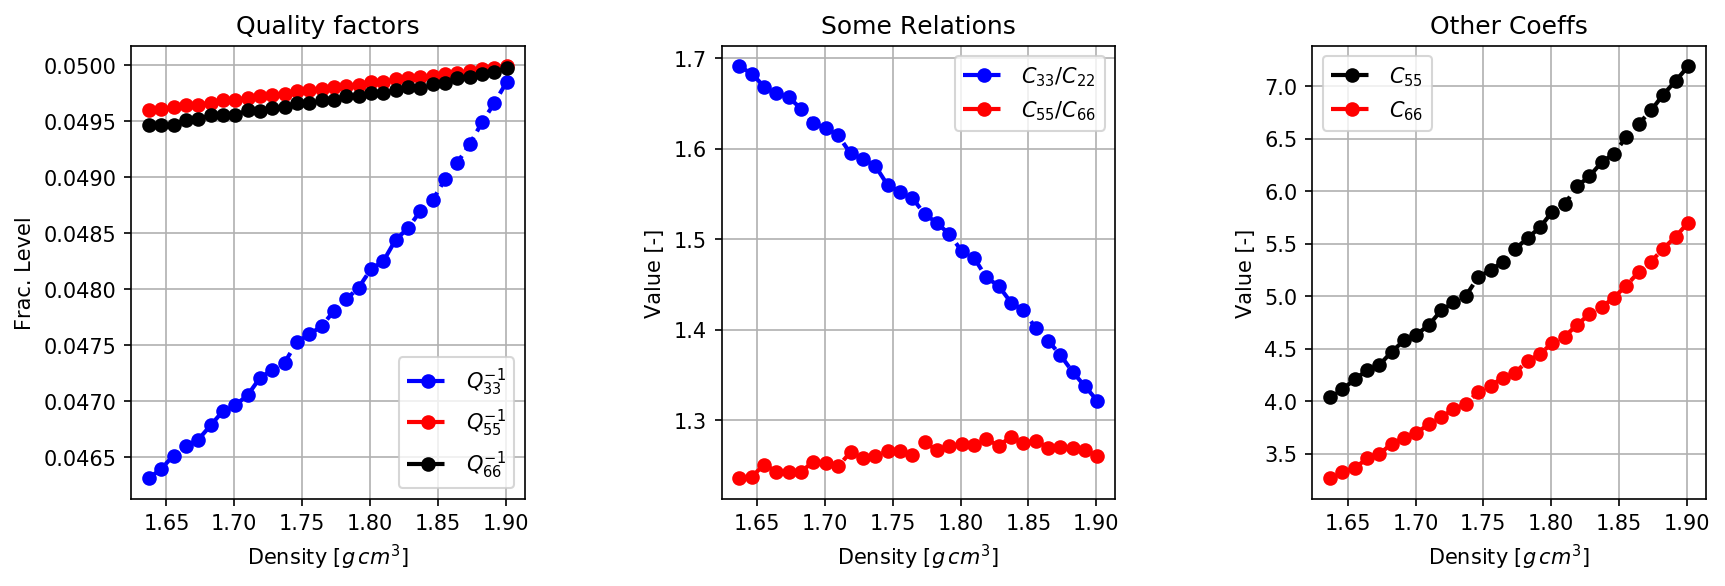 Quality factors
Frac. Level
0.0500
0.0495
0.0490
0.0485
0.0480
0.0475
0.0470
0.0465
Q₃₃⁻¹
Q₅₅⁻¹
Q₆₆⁻¹
1.65 1.70 1.75 1.80 1.85 1.90
Density [g cm³]
Some Relations
Value [-]
1.7
1.6
1.5
1.4
1.3
C₃₃/C₂₂
C₅₅/C₆₆
1.65 1.70 1.75 1.80 1.85 1.90
Density [g cm³]
Other Coeffs
Value [-]
7.0
6.5
6.0
5.5
5.0
4.5
4.0
3.5
C₅₅
C₆₆
1.65 1.70 1.75 1.80 1.85 1.90
Density [g cm³]